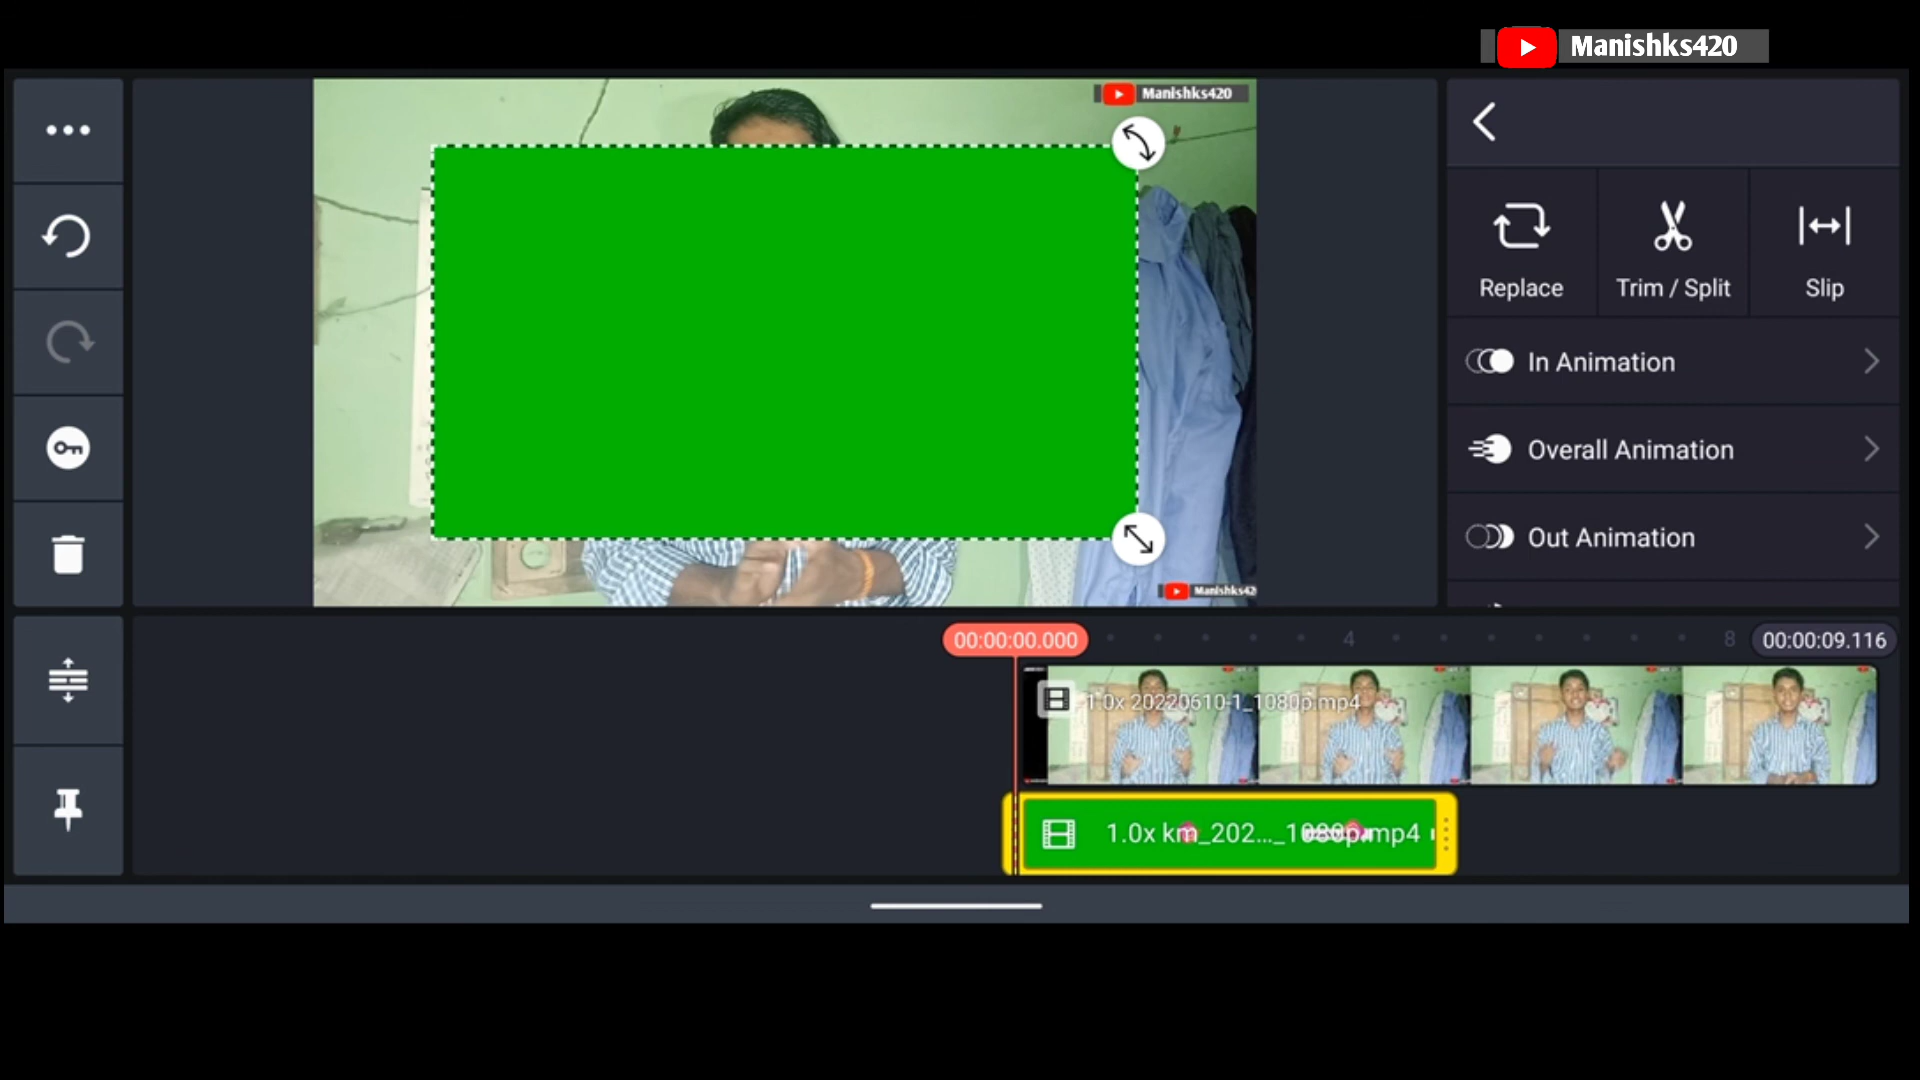 Manishks420
Manishks420
Replace
Trim / Split
Slip
In Animation
Overall Animation
Out Animation
Manishks42
00:00:00.000
4
8
00:00:09.116
1.0x 20220610-1_1080p.mp4
1.0x km_202..._1080p.mp4